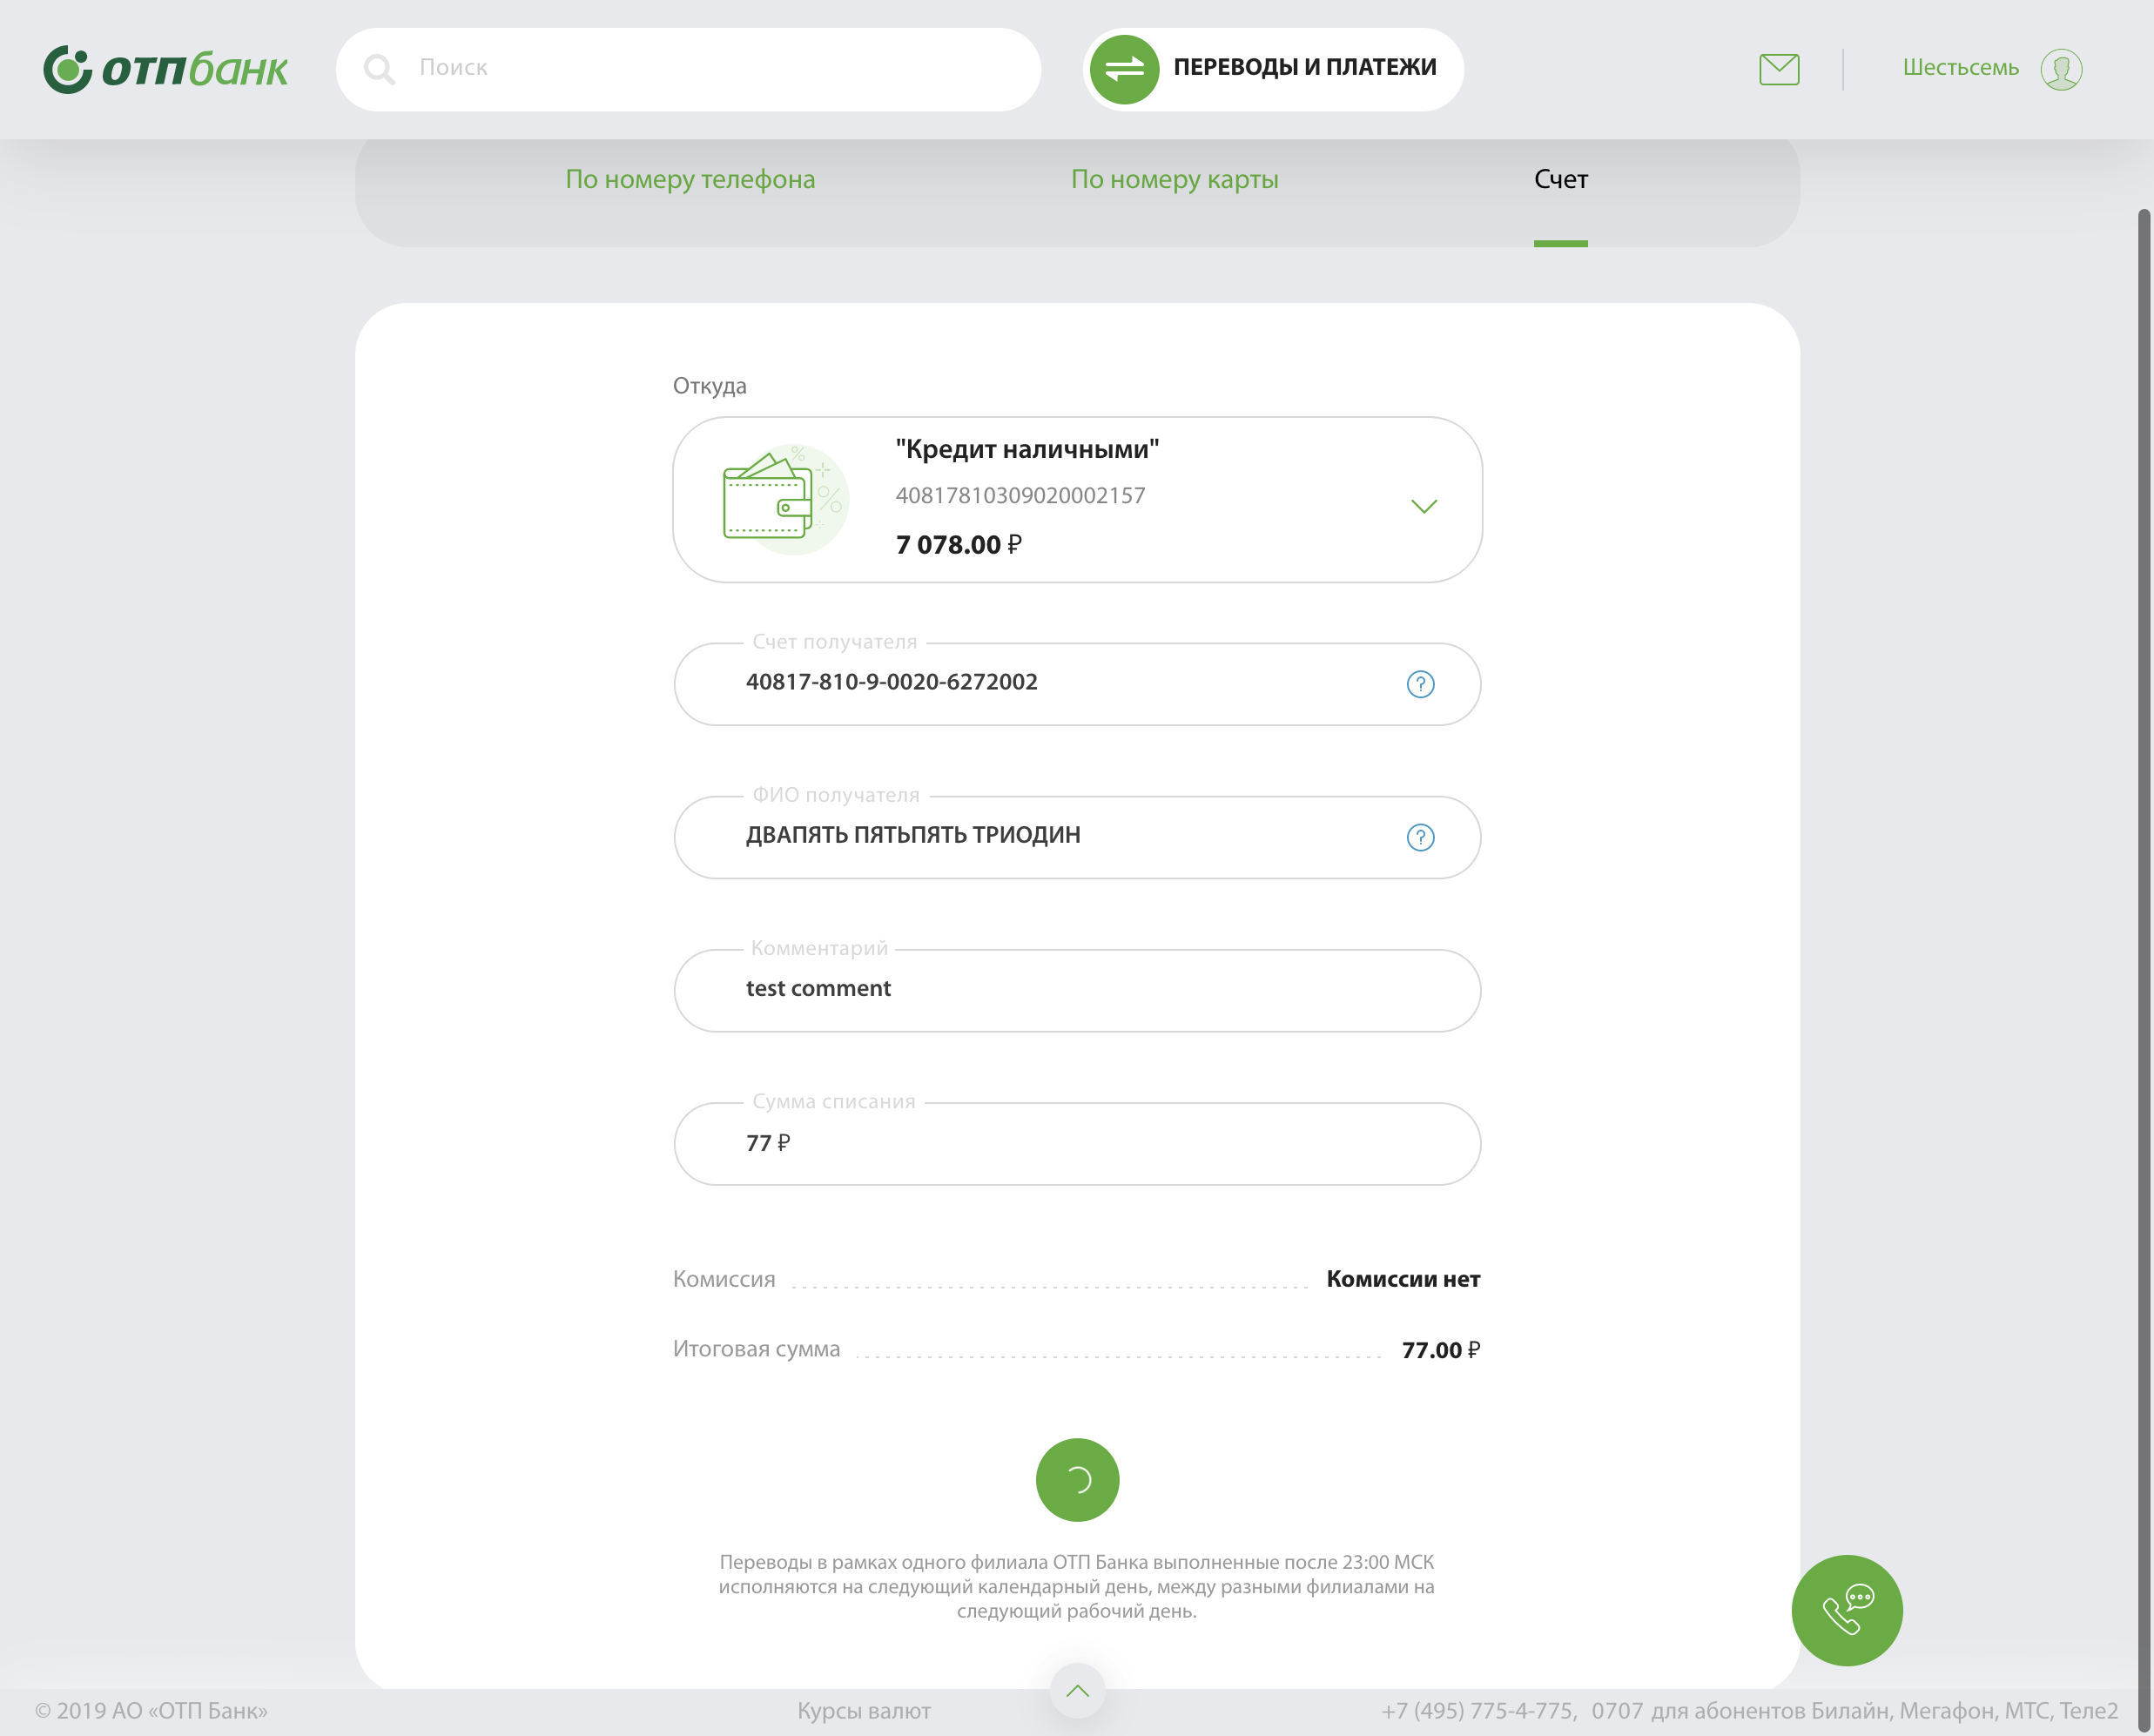 ОТПбанк
Поиск
ПЕРЕВОДЫ И ПЛАТЕЖИ
Шестьсемь
По номеру телефона
По номеру карты
Счет
Откуда
"Кредит наличными"
40817810309020002157
7 078.00 ₽
Счет получателя
40817-810-9-0020-6272002
ФИО получателя
ДВАПЯТЬ ПЯТЬПЯТЬ ТРИОДИН
Комментарий
test comment
Сумма списания
77 ₽
Комиссия
Комиссии нет
Итоговая сумма
77.00 ₽
Переводы в рамках одного филиала ОТП Банка выполненные после 23:00 МСК
исполняются на следующий календарный день, между разными филиалами на
следующий рабочий день.
© 2019 АО «ОТП Банк»
Курсы валют
+7 (495) 775-4-775, 0707 для абонентов Билайн, Мегафон, МТС, Теле2